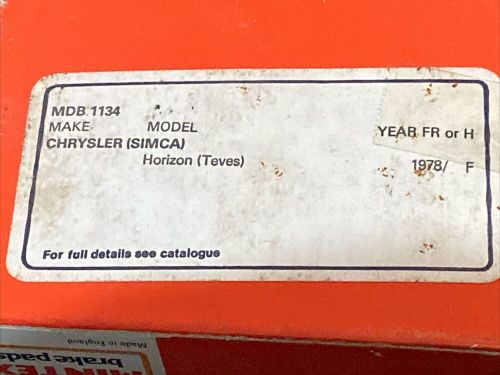 MDB 1134
MAKE MODEL YEAR FR or H
CHRYSLER (SIMCA)
Horizon (Teves) 1978/ F
For full details see catalogue
Made in England
brake pads
MINTEX